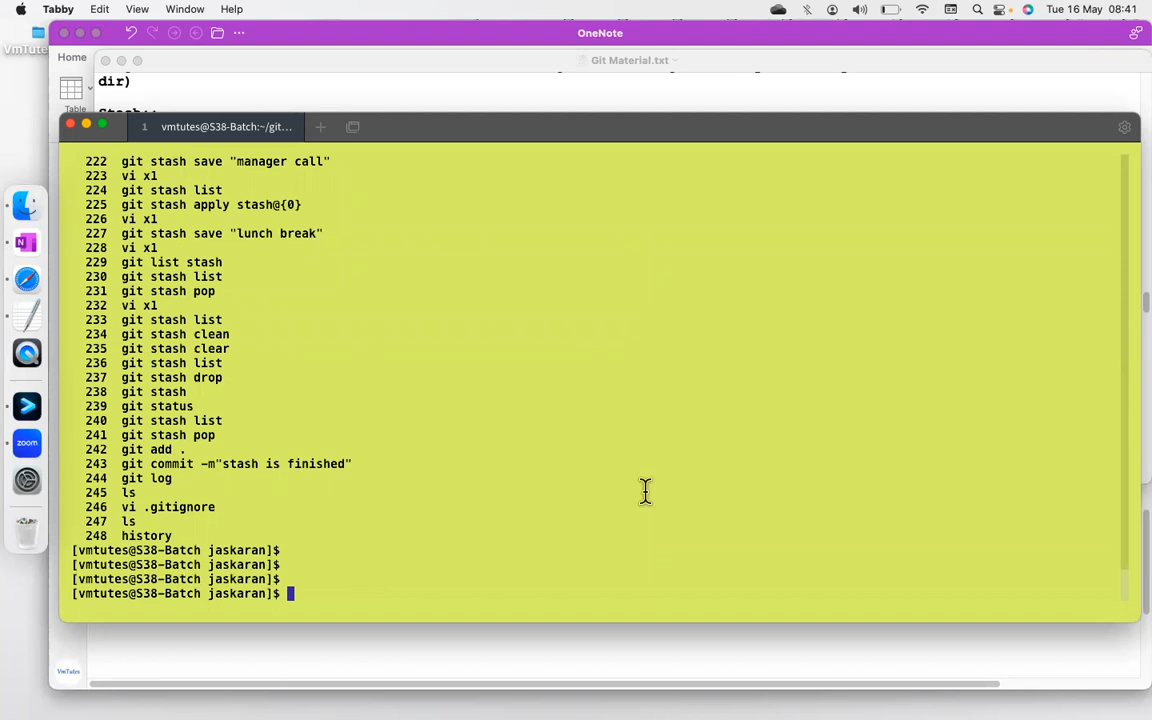 Tabby Edit View Window Help Tue 16 May 08:41
VmTute
OneNote
Home
Git Material.txt
dir)
Table
1 vmtutes@S38-Batch:~/git...
222 git stash save "manager call"
223 vi x1
224 git stash list
225 git stash apply stash@{0}
226 vi x1
227 git stash save "lunch break"
228 vi x1
229 git list stash
230 git stash list
231 git stash pop
232 vi x1
233 git stash list
234 git stash clean
235 git stash clear
236 git stash list
237 git stash drop
238 git stash
239 git status
240 git stash list
241 git stash pop
242 git add .
243 git commit -m"stash is finished"
244 git log
245 ls
246 vi .gitignore
247 ls
248 history
[vmtutes@S38-Batch jaskaran]$
[vmtutes@S38-Batch jaskaran]$
[vmtutes@S38-Batch jaskaran]$
[vmtutes@S38-Batch jaskaran]$
zoom
VmTutes